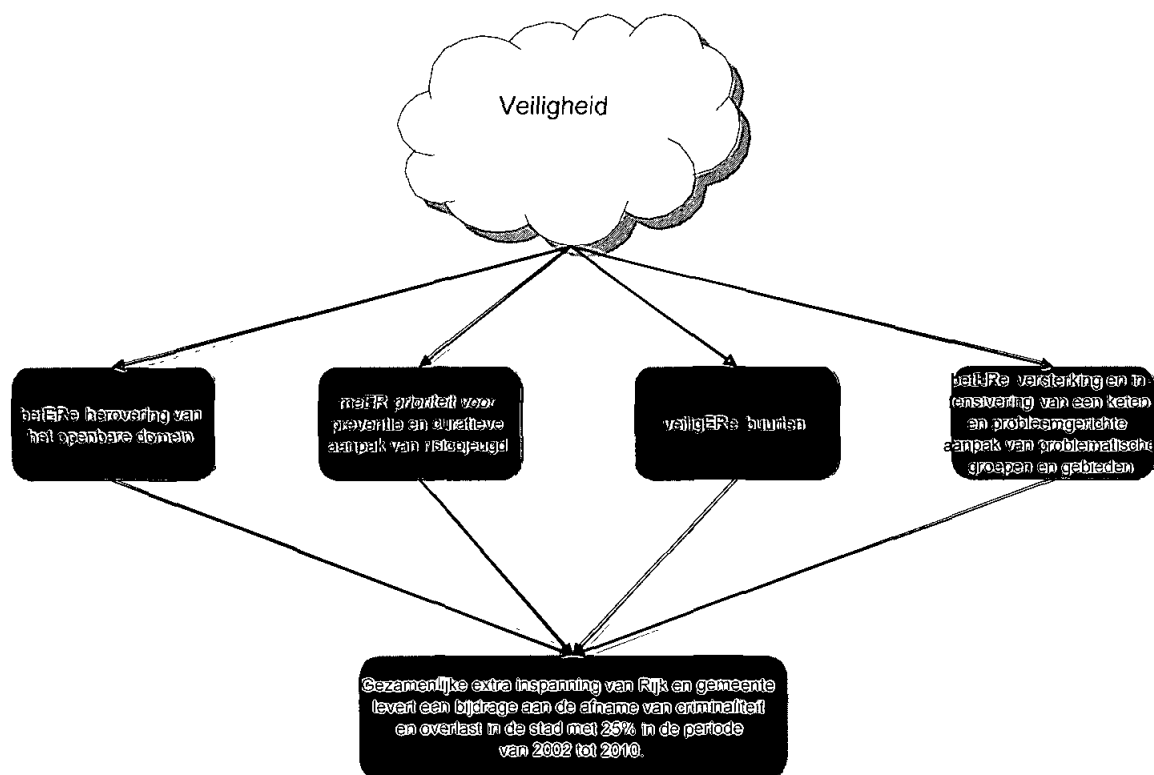 Veiligheid
betERe herovering van
het openbare domein
meER prioriteit voor
preventie en curatieve
aanpak van risicojeugd
veiligERe buurten
betERe versterking en in-
tensivering van een keten
en probleemgerichte
aanpak van problematische
groepen en gebieden
Gezamenlijke extra inspanning van Rijk en gemeente
levert een bijdrage aan de afname van criminaliteit
en overlast in de stad met 25% in de periode
van 2002 tot 2010.